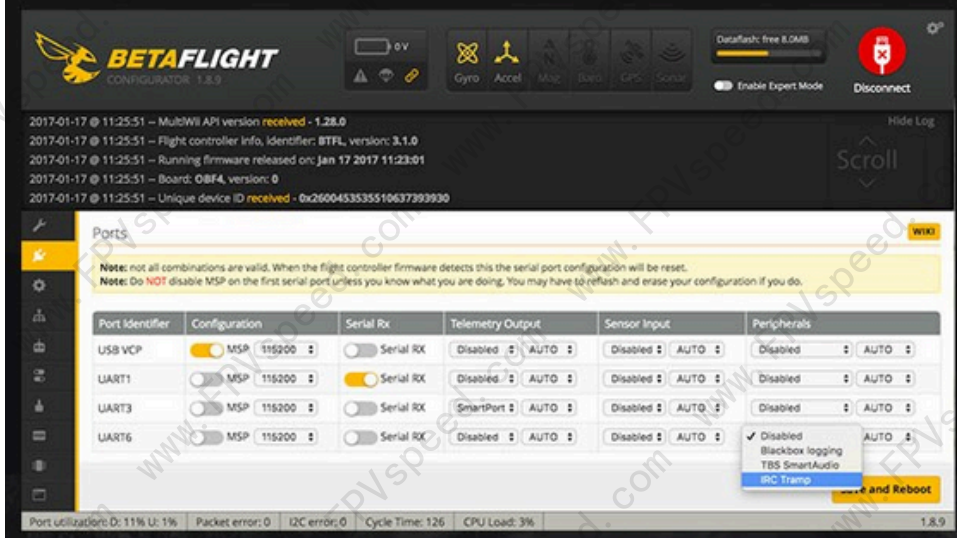 BETAFLIGHT
CONFIGURATOR 1.8.9
0 V
Gyro Accel Mag Baro GPS Sonar
Dataflash: free 8.0MB
Enable Expert Mode
Disconnect
2017-01-17 @ 11:25:51 -- MultiWii API version received - 1.28.0
Hide Log
2017-01-17 @ 11:25:51 -- Flight controller info, identifier: BTFL, version: 3.1.0
2017-01-17 @ 11:25:51 -- Running firmware released on: Jan 17 2017 11:23:01
Scroll
2017-01-17 @ 11:25:51 -- Board: OBF4, version: 0
2017-01-17 @ 11:25:51 -- Unique device ID received - 0x2600453535510637393930
Ports
WIKI
Note: not all combinations are valid. When the flight controller firmware detects this the serial port configuration will be reset.
Note: Do NOT disable MSP on the first serial port unless you know what you are doing. You may have to reflash and erase your configuration if you do.
Port Identifier Configuration Serial Rx Telemetry Output Sensor Input Peripherals
USB VCP MSP 115200 Serial RX Disabled AUTO Disabled AUTO Disabled AUTO
UART1 MSP 115200 Serial RX Disabled AUTO Disabled AUTO Disabled AUTO
UART3 MSP 115200 Serial RX SmartPort AUTO Disabled AUTO Disabled AUTO
UART6 MSP 115200 Serial RX Disabled AUTO Disabled AUTO ✓ Disabled AUTO
Blackbox logging
TBS SmartAudio
IRC Tramp
and Reboot
Port utilization: D: 11% U: 1% Packet error: 0 I2C error: 0 Cycle Time: 126 CPU Load: 3% 1.8.9
www.FPVspeed.com